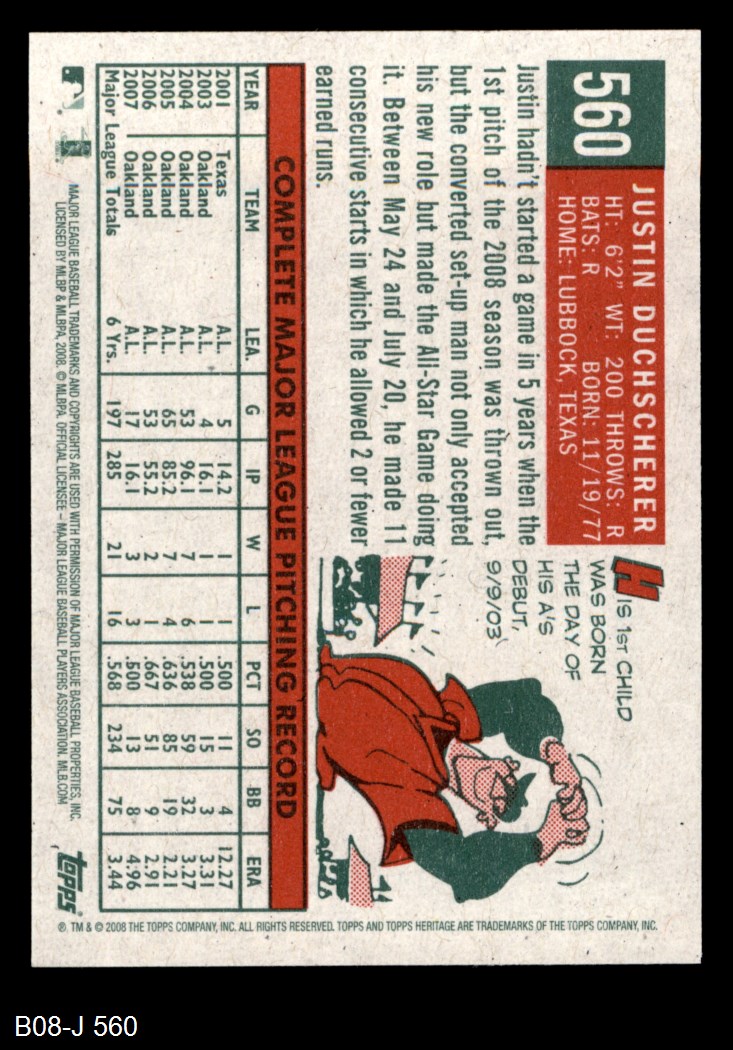 560
JUSTIN DUCHSCHERER
HT: 6'2" WT: 200 THROWS: R
BATS: R BORN: 11/19/77
HOME: LUBBOCK, TEXAS
Justin hadn't started a game in 5 years when the
1st pitch of the 2008 season was thrown out,
but the converted set-up man not only accepted
his new role but made the All-Star Game doing
it. Between May 24 and July 20, he made 11
consecutive starts in which he allowed 2 or fewer
earned runs.
HIS 1ST CHILD
WAS BORN
THE DAY OF
HIS A'S
DEBUT,
9/9/03
COMPLETE MAJOR LEAGUE PITCHING RECORD
YEAR TEAM LEA. G IP W L PCT SO BB ERA
2001 Texas A.L. 5 14.2 1 1 .500 11 4 12.27
2003 Oakland A.L. 4 16.1 1 1 .500 15 3 3.31
2004 Oakland A.L. 53 96.1 7 6 .538 59 32 3.27
2005 Oakland A.L. 65 85.2 7 4 .636 85 19 2.21
2006 Oakland A.L. 53 55.2 2 1 .667 51 9 2.91
2007 Oakland A.L. 17 16.1 3 3 .500 13 8 4.96
Major League Totals 6 Yrs. 197 285 21 16 .568 234 75 3.44
MAJOR LEAGUE BASEBALL TRADEMARKS AND COPYRIGHTS ARE USED WITH PERMISSION OF MAJOR LEAGUE BASEBALL PROPERTIES, INC.
LICENSED BY MLBP & MLBPA, 2008. © MLBPA. OFFICIAL LICENSEE – MAJOR LEAGUE BASEBALL PLAYERS ASSOCIATION. MLB.COM
topps
®, TM & © 2008 THE TOPPS COMPANY, INC. ALL RIGHTS RESERVED. TOPPS AND TOPPS HERITAGE ARE TRADEMARKS OF THE TOPPS COMPANY, INC.
B08-J 560